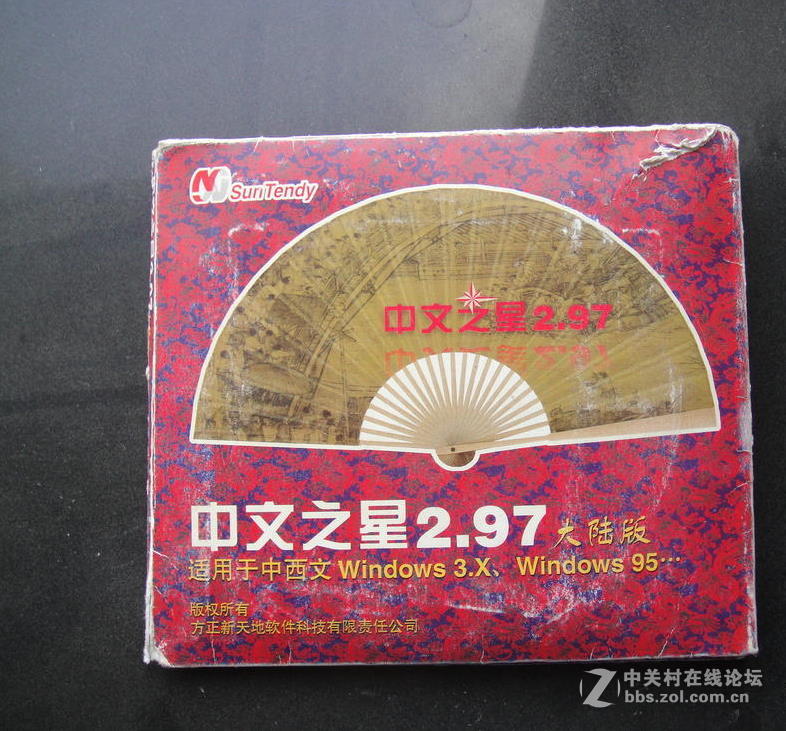 SunTendy
中文之星2.97
中文之星2.97 大陆版
适用于中西文 Windows 3.X、Windows 95…
版权所有
方正新天地软件科技有限责任公司
中关村在线论坛
bbs.zol.com.cn